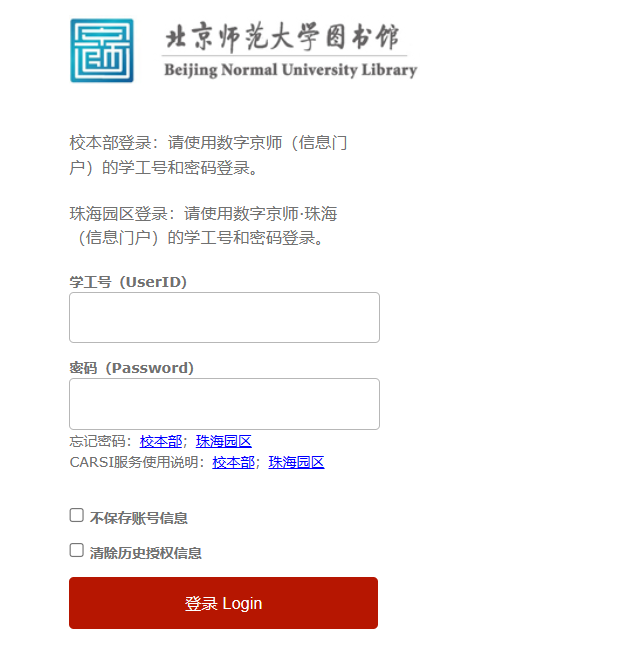 北京师范大学图书馆
Beijing Normal University Library
校本部登录：请使用数字京师（信息门
户）的学工号和密码登录。
珠海园区登录：请使用数字京师·珠海
（信息门户）的学工号和密码登录。
学工号（UserID）
密码（Password）
忘记密码：校本部；珠海园区
CARSI服务使用说明：校本部；珠海园区
不保存账号信息
清除历史授权信息
登录 Login